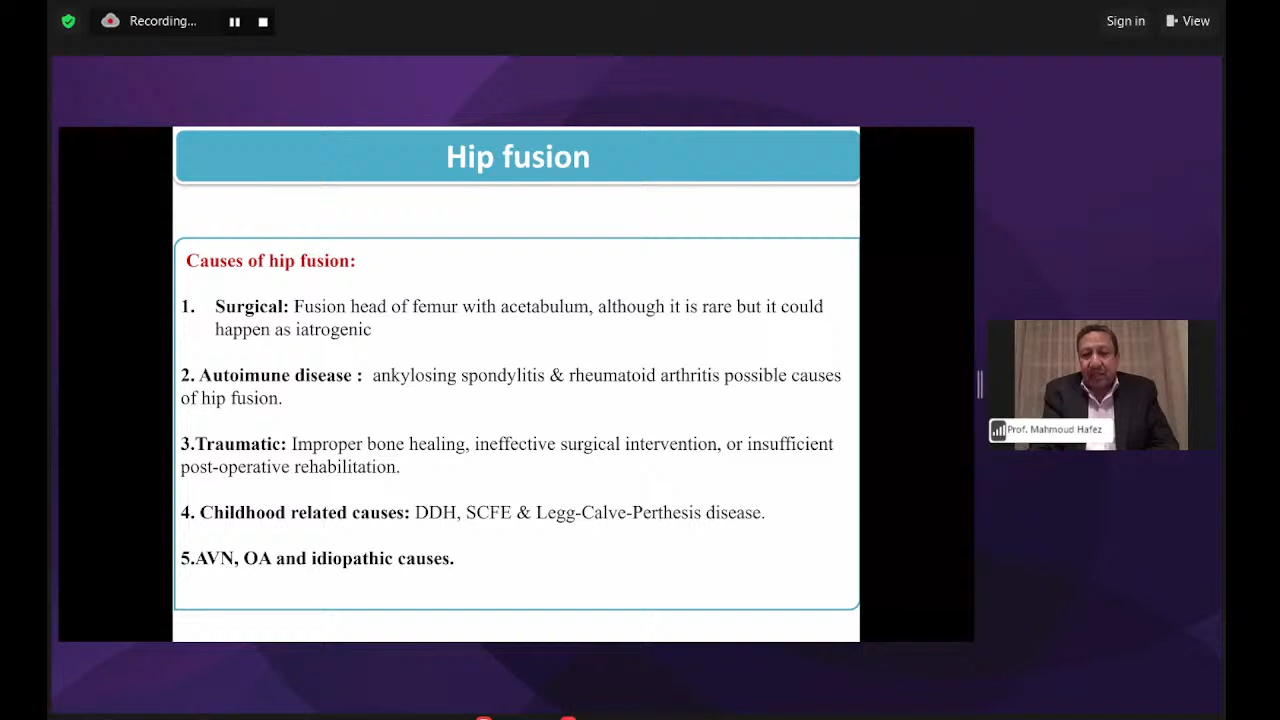 Recording...
Sign in
View
Hip fusion
Causes of hip fusion:
1. Surgical: Fusion head of femur with acetabulum, although it is rare but it could
happen as iatrogenic
2. Autoimune disease : ankylosing spondylitis & rheumatoid arthritis possible causes
of hip fusion.
3.Traumatic: Improper bone healing, ineffective surgical intervention, or insufficient
post-operative rehabilitation.
4. Childhood related causes: DDH, SCFE & Legg-Calve-Perthesis disease.
5.AVN, OA and idiopathic causes.
Prof. Mahmoud Hafez